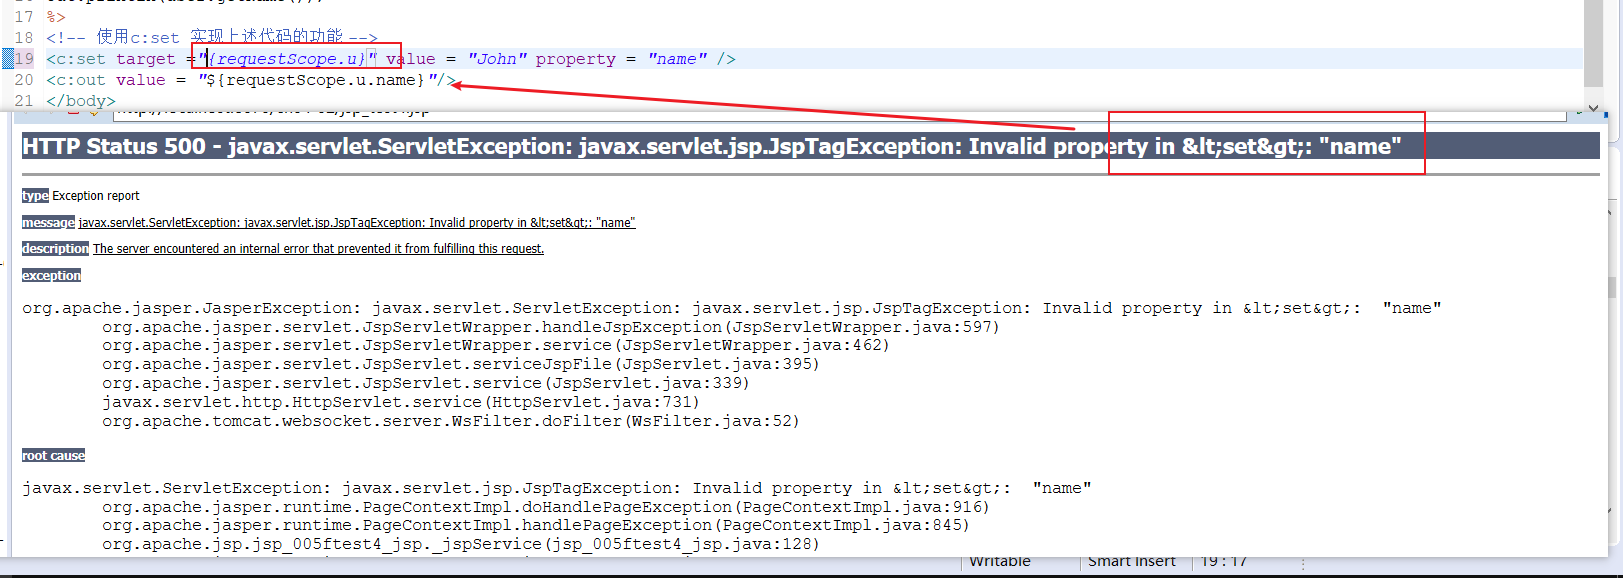 17 %>
18 <!-- 使用c:set 实现上述代码的功能 -->
19 <c:set target ="{requestScope.u}" value = "John" property = "name" />
20 <c:out value = "${requestScope.u.name}"/>
21 </body>
HTTP Status 500 - javax.servlet.ServletException: javax.servlet.jsp.JspTagException: Invalid property in &lt;set&gt;: "name"
type Exception report
message javax.servlet.ServletException: javax.servlet.jsp.JspTagException: Invalid property in &lt;set&gt;: "name"
description The server encountered an internal error that prevented it from fulfilling this request.
exception
org.apache.jasper.JasperException: javax.servlet.ServletException: javax.servlet.jsp.JspTagException: Invalid property in &lt;set&gt;:  "name"
org.apache.jasper.servlet.JspServletWrapper.handleJspException(JspServletWrapper.java:597)
org.apache.jasper.servlet.JspServletWrapper.service(JspServletWrapper.java:462)
org.apache.jasper.servlet.JspServlet.serviceJspFile(JspServlet.java:395)
org.apache.jasper.servlet.JspServlet.service(JspServlet.java:339)
javax.servlet.http.HttpServlet.service(HttpServlet.java:731)
org.apache.tomcat.websocket.server.WsFilter.doFilter(WsFilter.java:52)
root cause
javax.servlet.ServletException: javax.servlet.jsp.JspTagException: Invalid property in &lt;set&gt;:  "name"
org.apache.jasper.runtime.PageContextImpl.doHandlePageException(PageContextImpl.java:916)
org.apache.jasper.runtime.PageContextImpl.handlePageException(PageContextImpl.java:845)
org.apache.jsp.jsp_005ftest4_jsp._jspService(jsp_005ftest4_jsp.java:128)
Writable Smart Insert 19 : 17